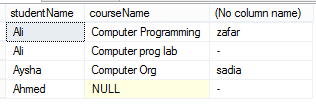 studentName courseName (No column name)
Ali Computer Programming zafar
Ali Computer prog lab -
Aysha Computer Org sadia
Ahmed NULL -